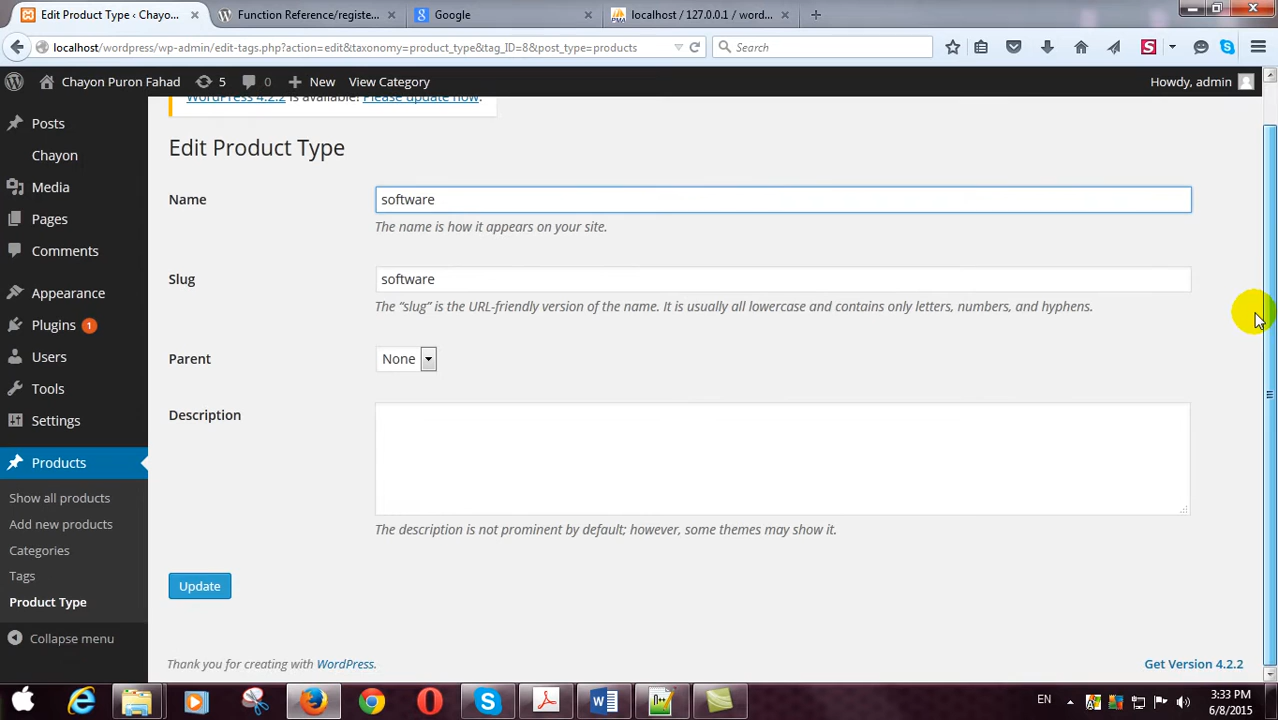 Edit Product Type ‹ Chayo...
Function Reference/registe...
Google
localhost / 127.0.0.1 / word...
localhost/wordpress/wp-admin/edit-tags.php?action=edit&taxonomy=product_type&tag_ID=8&post_type=products
Search
Chayon Puron Fahad
5
0
New
View Category
Howdy, admin
WordPress 4.2.2 is available! Please update now.
Posts
Chayon
Media
Pages
Comments
Appearance
Plugins 1
Users
Tools
Settings
Products
Show all products
Add new products
Categories
Tags
Product Type
Collapse menu
Edit Product Type
Name
software
The name is how it appears on your site.
Slug
software
The “slug” is the URL-friendly version of the name. It is usually all lowercase and contains only letters, numbers, and hyphens.
Parent
None
Description
The description is not prominent by default; however, some themes may show it.
Update
Thank you for creating with WordPress.
Get Version 4.2.2
EN
3:33 PM
6/8/2015